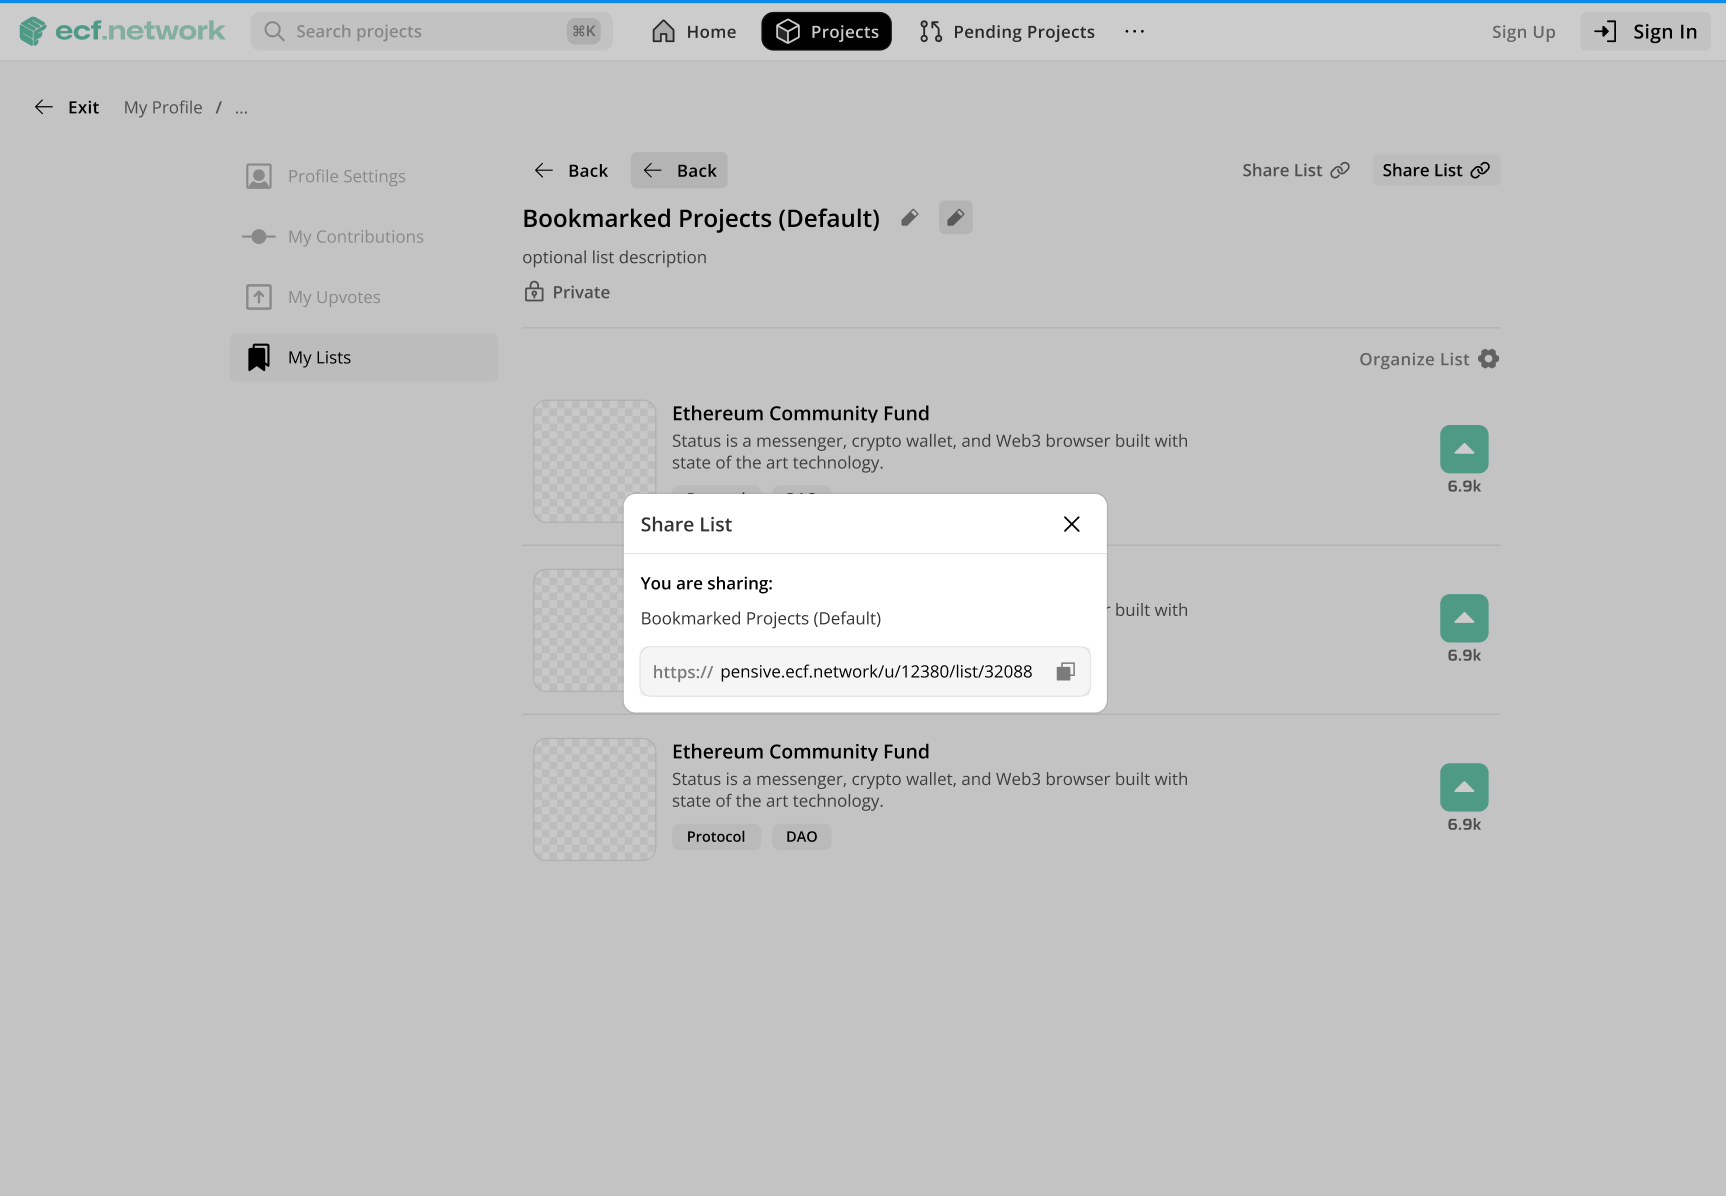 ecf.network
Search projects
⌘K
Home
Projects
Pending Projects
...
Sign Up
Sign In
Exit
My Profile / ...
Profile Settings
My Contributions
My Upvotes
My Lists
Back
Back
Share List
Share List
Bookmarked Projects (Default)
optional list description
Private
Organize List
Ethereum Community Fund
Status is a messenger, crypto wallet, and Web3 browser built with
state of the art technology.
6.9k
Share List
You are sharing:
Bookmarked Projects (Default)
https:// pensive.ecf.network/u/12380/list/32088
built with
6.9k
Ethereum Community Fund
Status is a messenger, crypto wallet, and Web3 browser built with
state of the art technology.
Protocol
DAO
6.9k